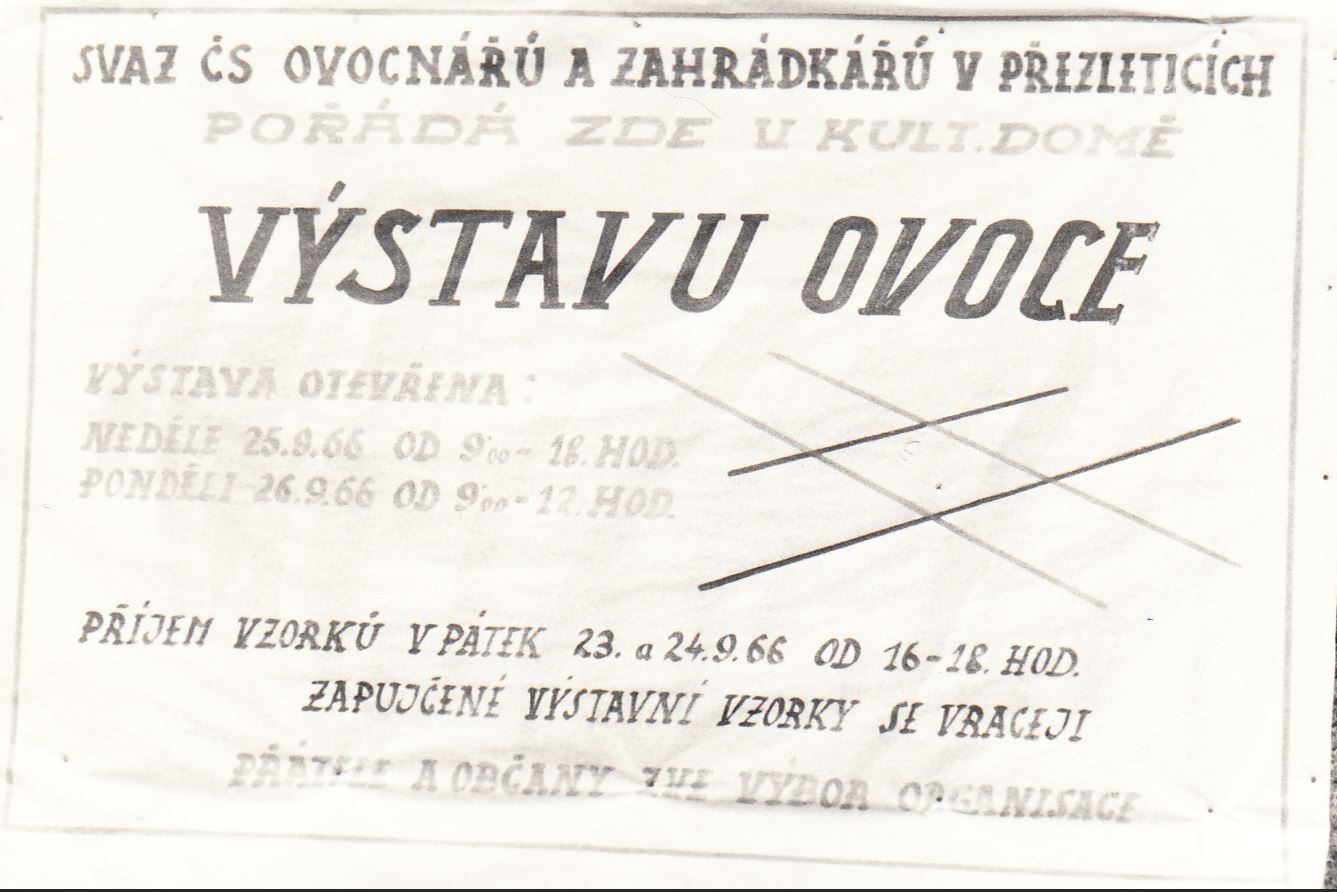 SVAZ ČS OVOCNÁŘŮ A ZAHRÁDKÁŘŮ V PŘEZLETICÍCH
POŘÁDÁ ZDE V KULT. DOMĚ
VÝSTAVU OVOCE
VÝSTAVA OTEVŘENA :
NEDĚLE 25.9.66 OD 9⁰⁰ - 18. HOD.
PONDĚLI 26.9.66 OD 9⁰⁰ - 12. HOD.
PŘÍJEM VZORKŮ V PÁTEK 23. a 24.9.66 OD 16-18. HOD.
ZAPUJČENÉ VÝSTAVNÍ VZORKY SE VRACEJI
PŘÁTELE A OBČANY ZVE VÝBOR ORGANISACE